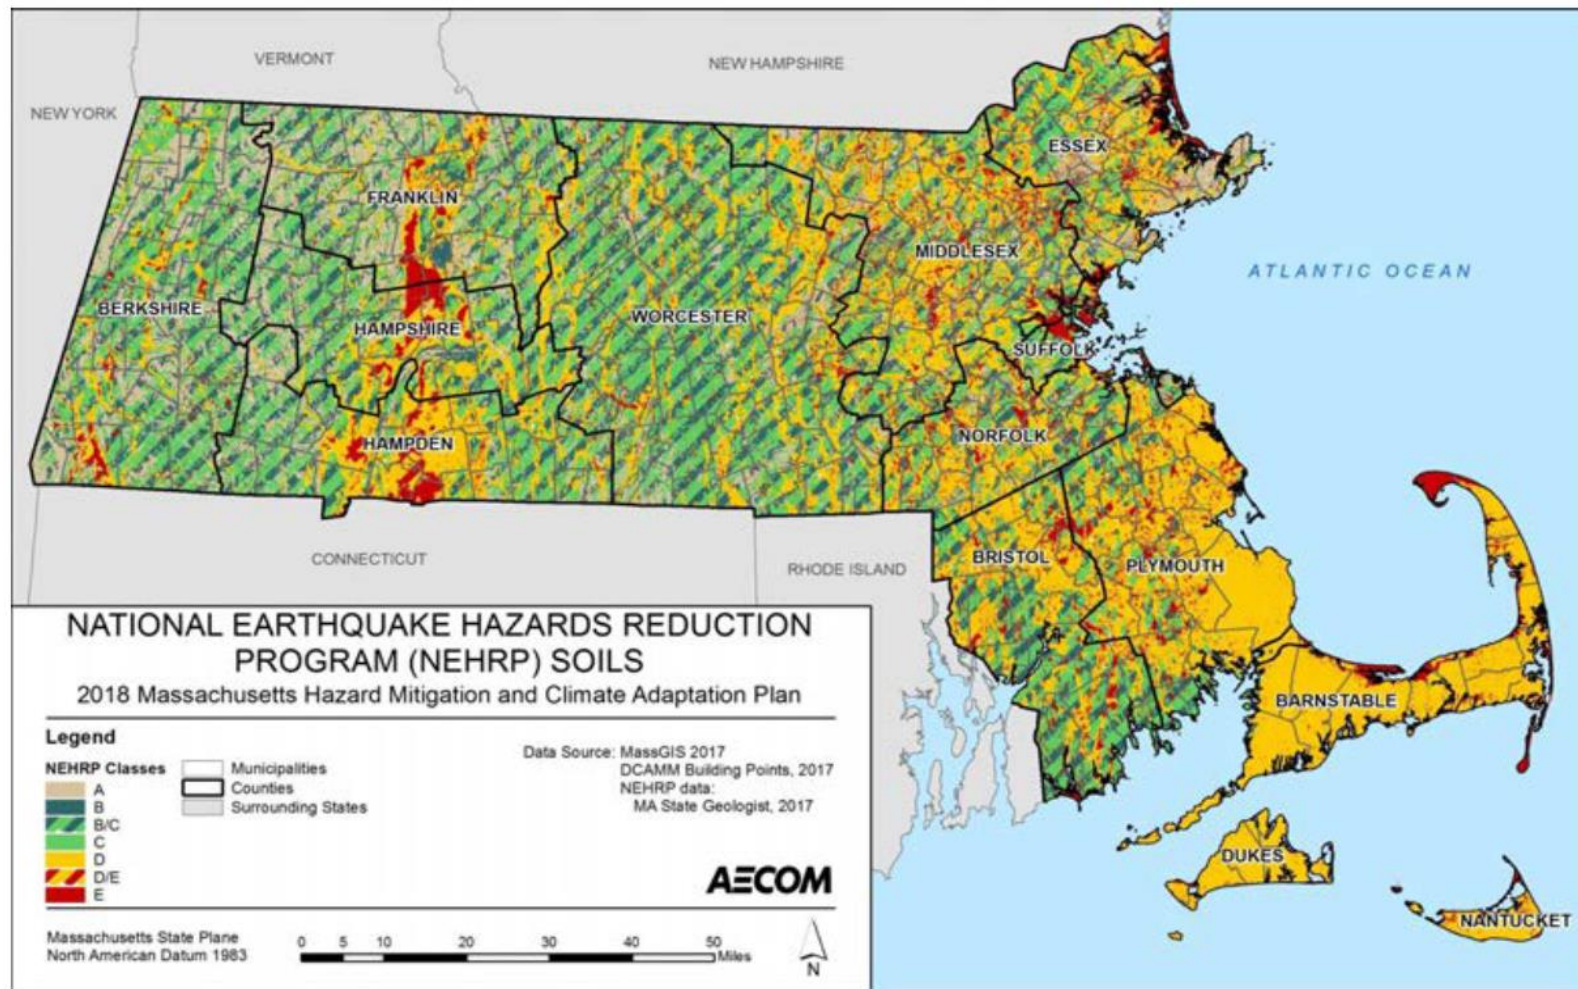 VERMONT
NEW HAMPSHIRE
NEW YORK
ESSEX
FRANKLIN
MIDDLESEX
ATLANTIC OCEAN
BERKSHIRE
WORCESTER
HAMPSHIRE
SUFFOLK
HAMPDEN
NORFOLK
CONNECTICUT
RHODE ISLAND
BRISTOL
PLYMOUTH
BARNSTABLE
DUKES
NANTUCKET
NATIONAL EARTHQUAKE HAZARDS REDUCTION
PROGRAM (NEHRP) SOILS
2018 Massachusetts Hazard Mitigation and Climate Adaptation Plan
Legend
NEHRP Classes
A
B
B/C
C
D
D/E
E
Municipalities
Counties
Surrounding States
Data Source: MassGIS 2017
DCAMM Building Points, 2017
NEHRP data:
MA State Geologist, 2017
AECOM
Massachusetts State Plane
North American Datum 1983
0 5 10 20 30 40 50
Miles
N